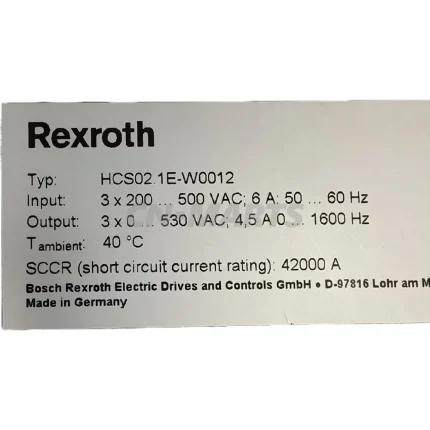 Rexroth
Typ: HCS02.1E-W0012
Input: 3 x 200 ... 500 VAC; 6 A: 50 ... 60 Hz
Output: 3 x 0 ... 530 VAC; 4,5 A 0 ... 1600 Hz
Tambient: 40 °C
SCCR (short circuit current rating): 42000 A
Bosch Rexroth Electric Drives and Controls GmbH • D-97816 Lohr am M
Made in Germany